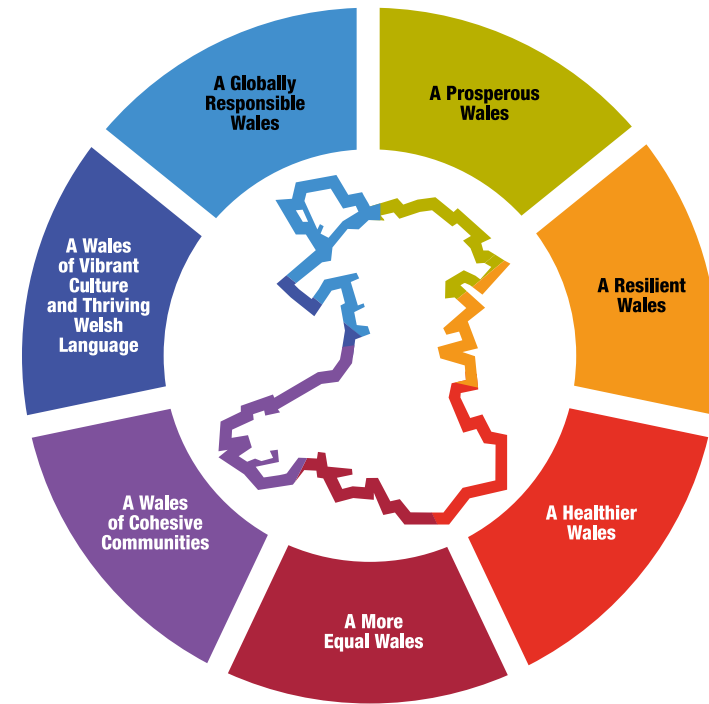 A Globally
Responsible
Wales
A Prosperous
Wales
A Resilient
Wales
A Healthier
Wales
A More
Equal Wales
A Wales
of Cohesive
Communities
A Wales
of Vibrant
Culture
and Thriving
Welsh
Language